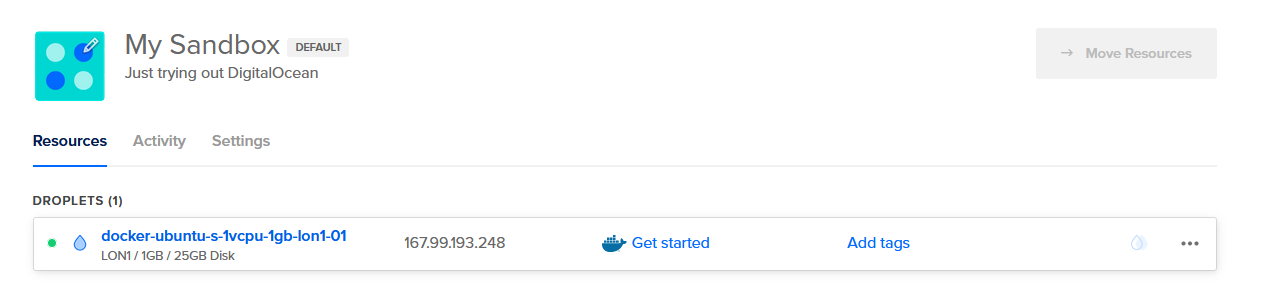 My Sandbox DEFAULT
Just trying out DigitalOcean
→ Move Resources
Resources Activity Settings
DROPLETS (1)
docker-ubuntu-s-1vcpu-1gb-lon1-01 167.99.193.248 Get started Add tags
LON1 / 1GB / 25GB Disk